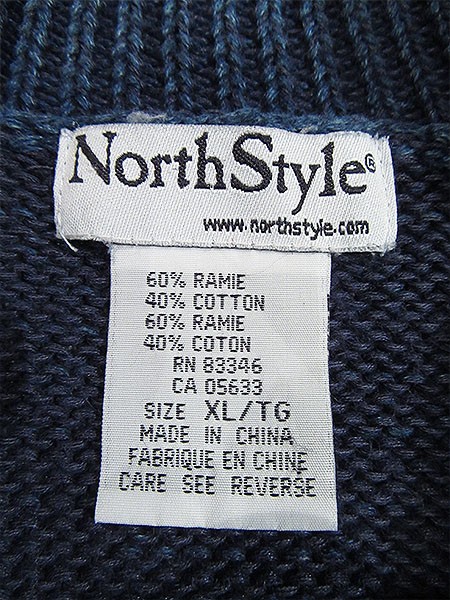 NorthStyle®
www.northstyle.com
60% RAMIE
40% COTTON
60% RAMIE
40% COTON
RN 83346
CA 05633
SIZE XL/TG
MADE IN CHINA
FABRIQUE EN CHINE
CARE SEE REVERSE